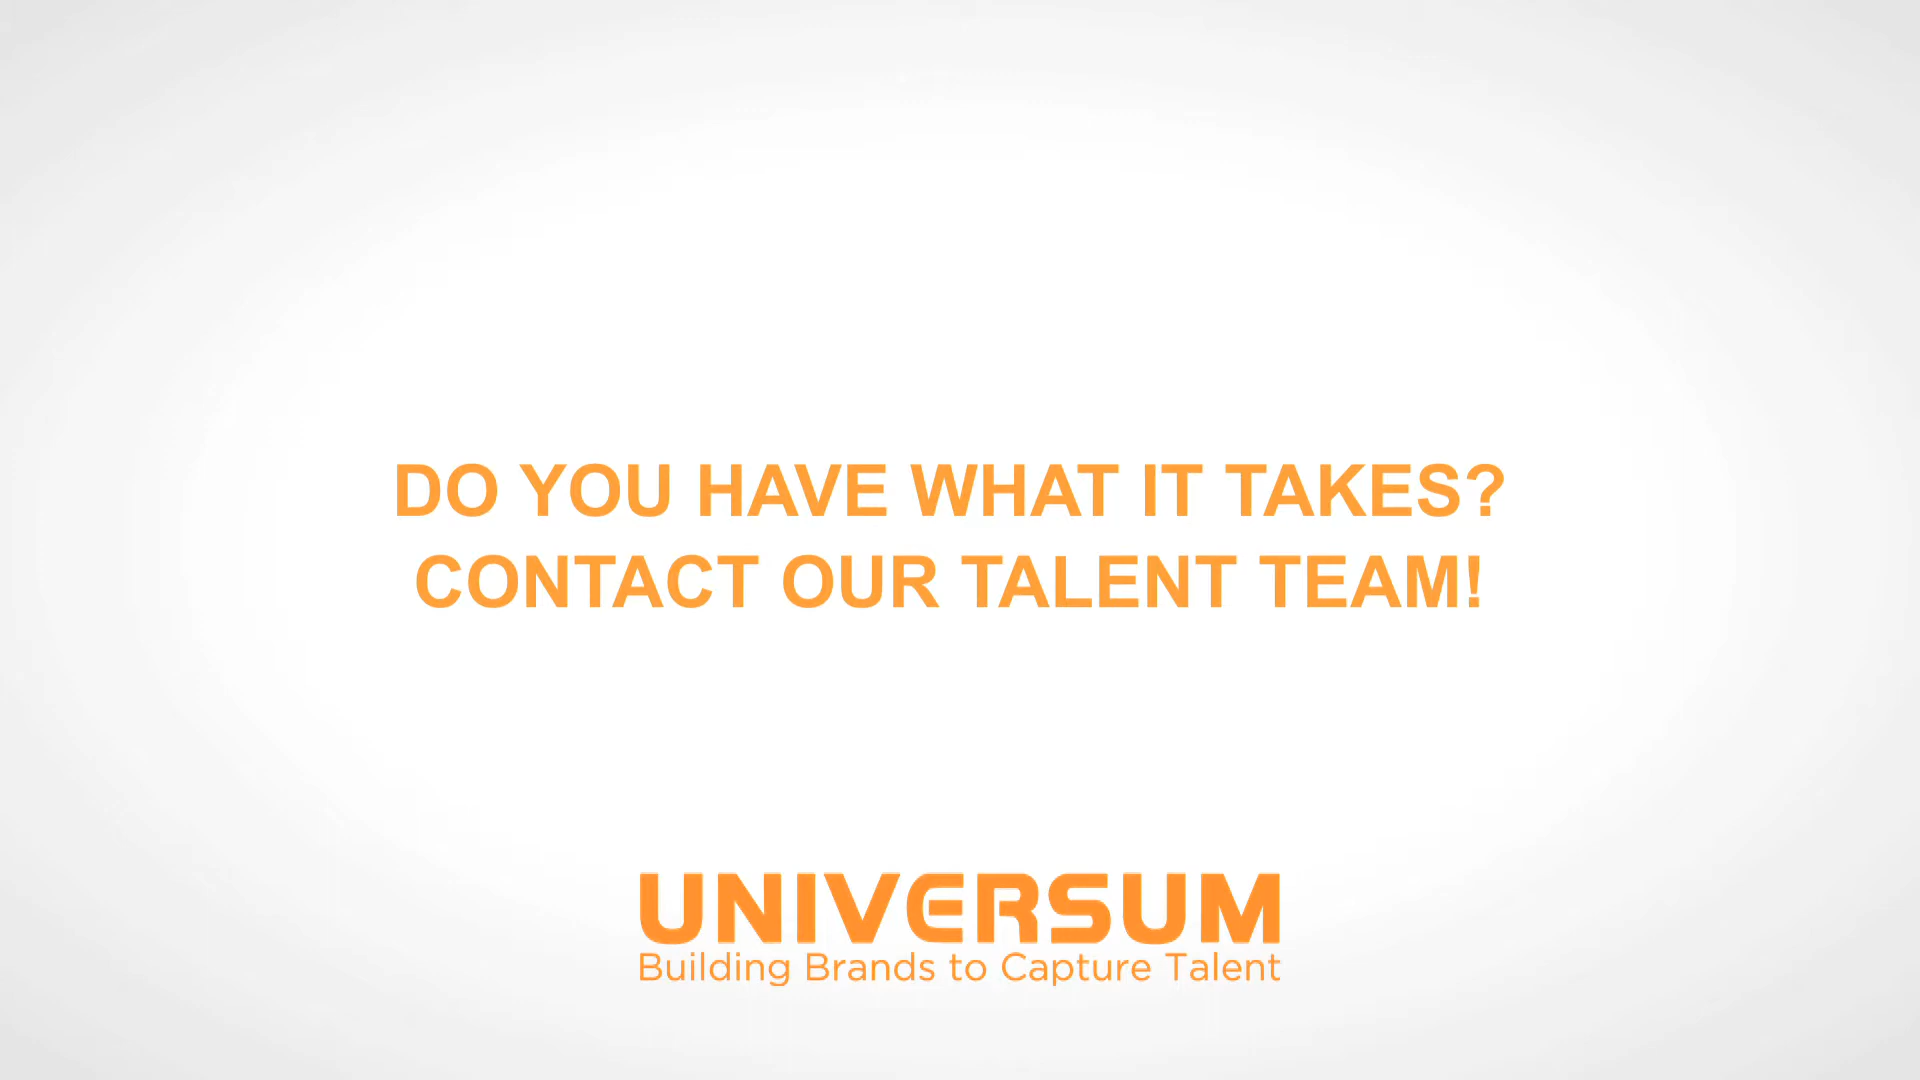 DO YOU HAVE WHAT IT TAKES?
CONTACT OUR TALENT TEAM!
UNIVERSUM
Building Brands to Capture Talent